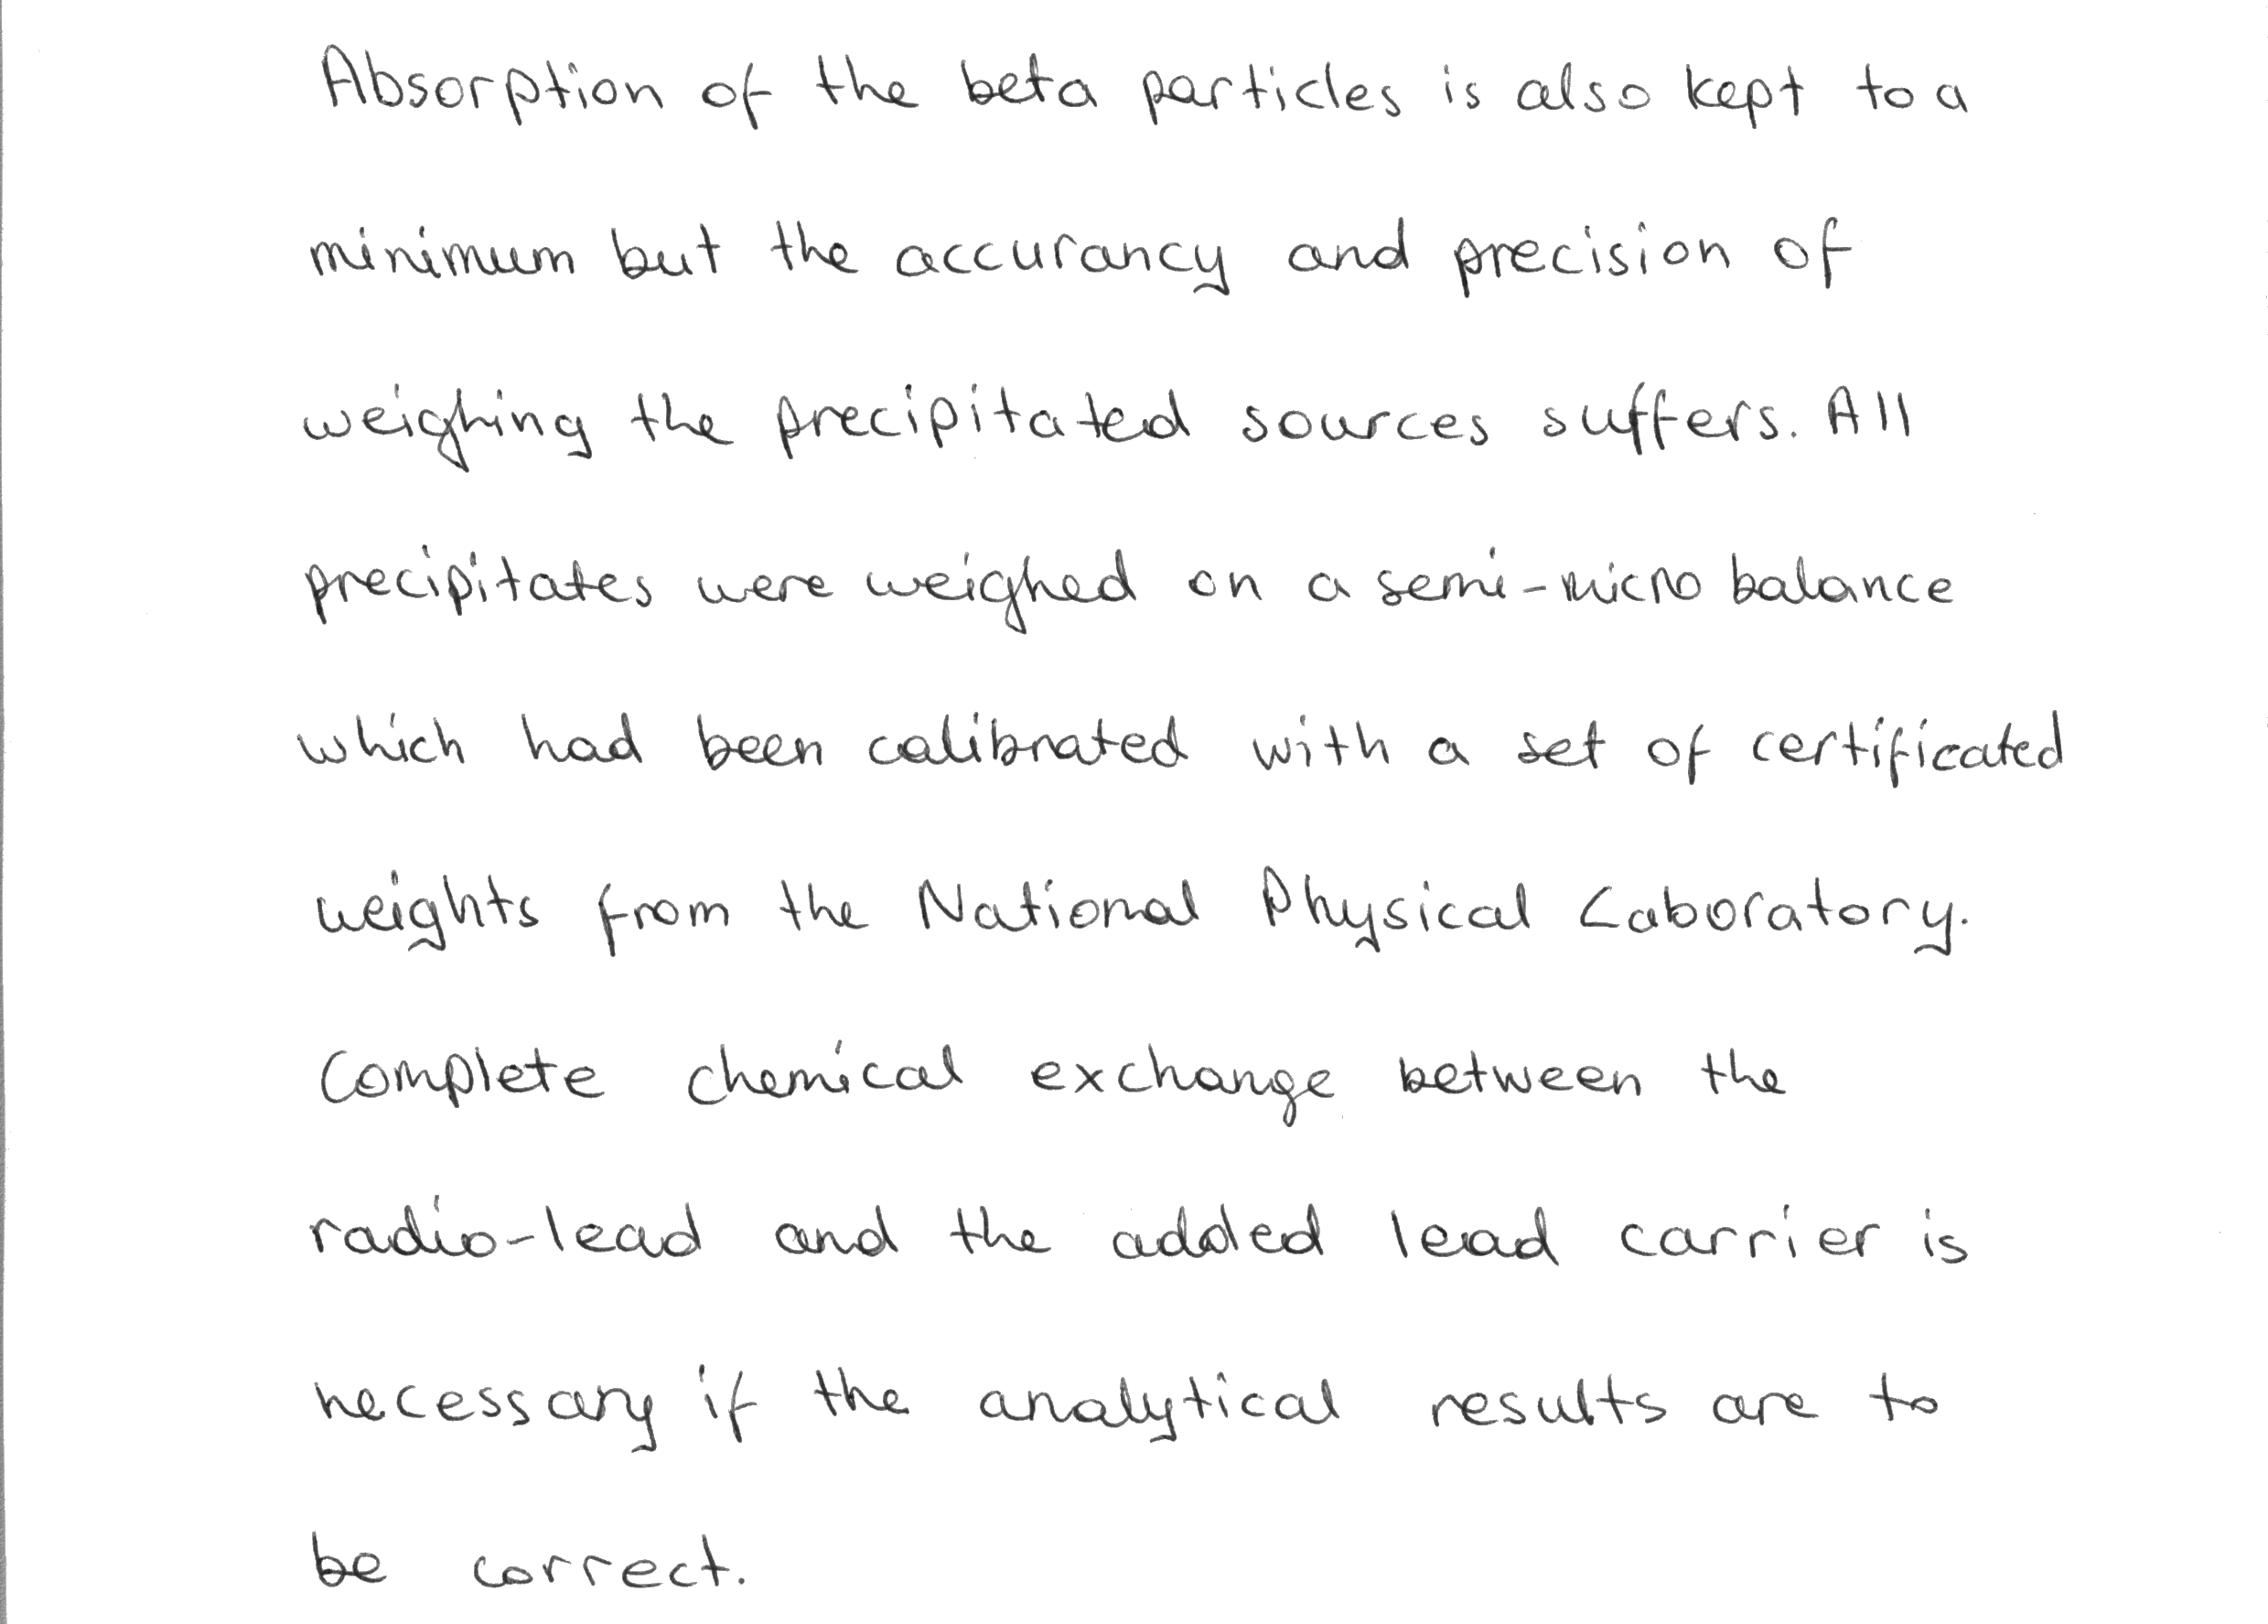 Absorption of the beta particles is also kept to a
minimum but the accurancy and precision of
weighing the precipitated sources suffers. All
precipitates were weighed on a semi-micro balance
which had been calibrated with a set of certificated
weights from the National Physical Laboratory.
Complete chemical exchange between the
radio-lead and the added lead carrier is
necessary if the analytical results are to
be correct.